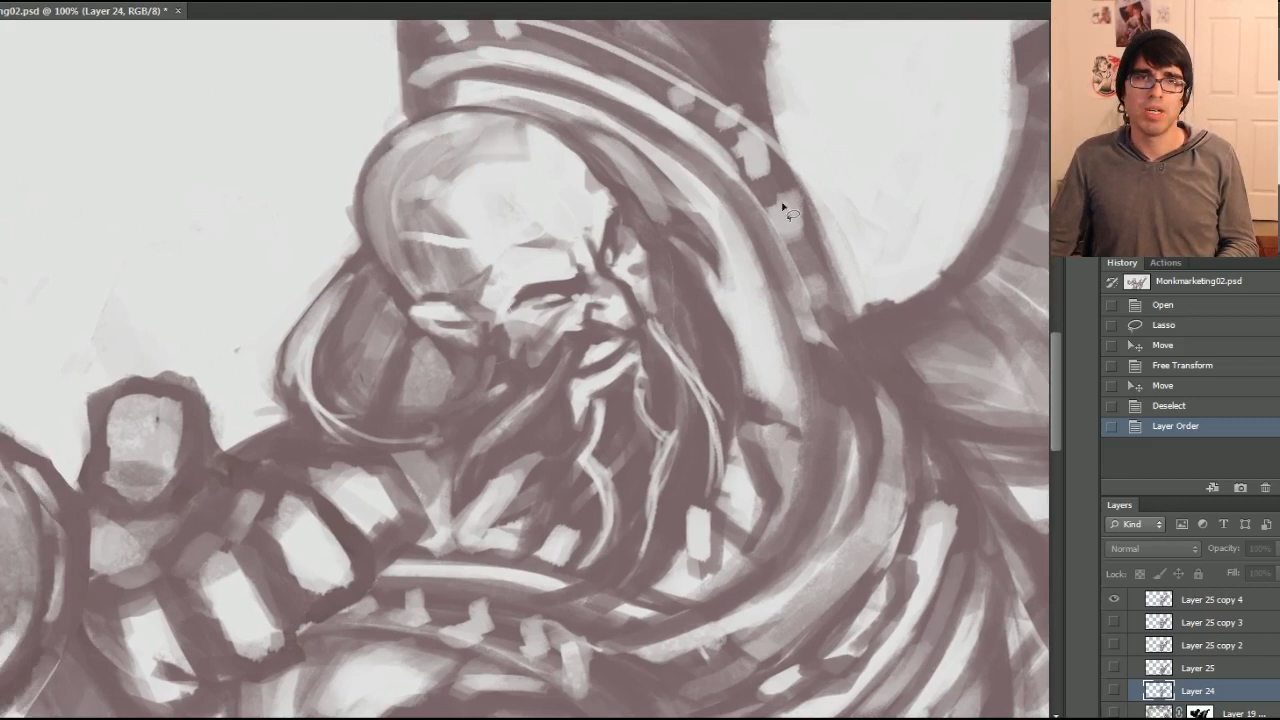 ng02.psd @ 100% (Layer 24, RGB/8) * ×
History Actions
Monkmarketing02.psd
Open
Lasso
Move
Free Transform
Move
Deselect
Layer Order
Layers
Kind
Normal Opacity: 100%
Lock: Fill: 100%
Layer 25 copy 4
Layer 25 copy 3
Layer 25 copy 2
Layer 25
Layer 24
Layer 19 ...